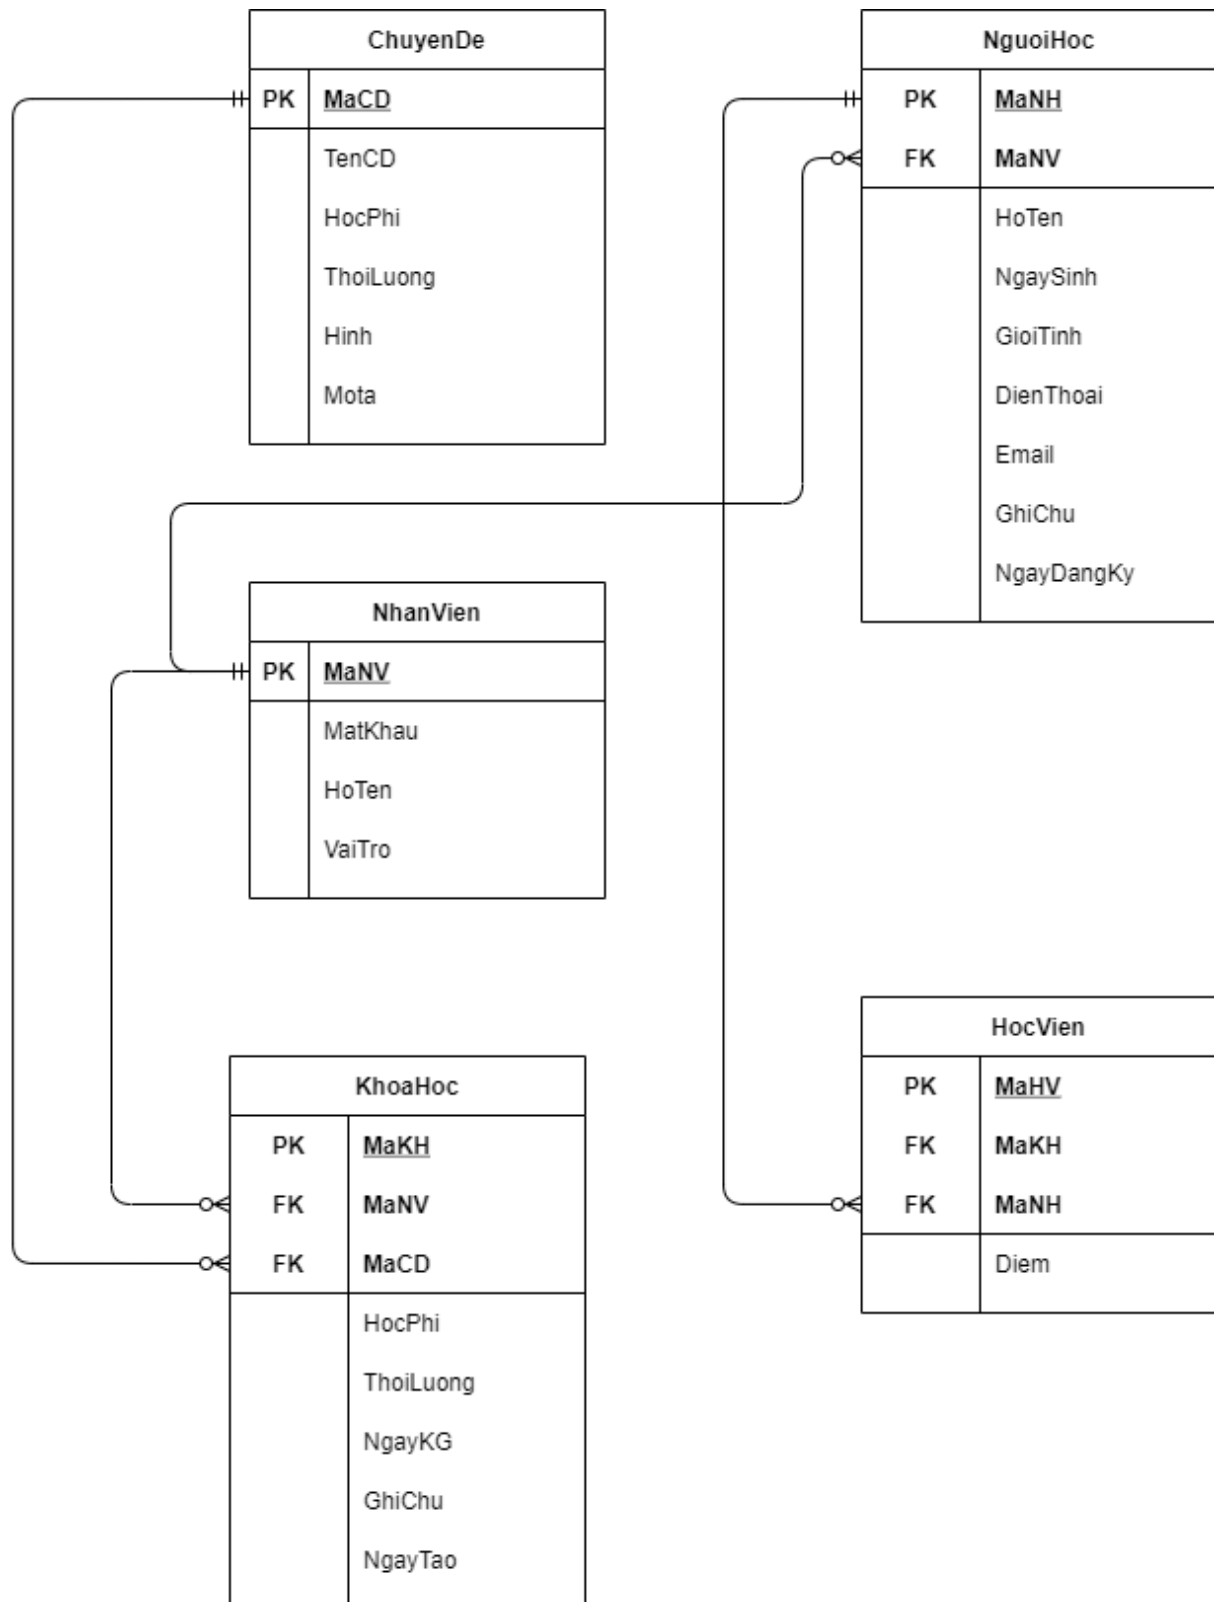 ChuyenDe
PK MaCD
TenCD
HocPhi
ThoiLuong
Hinh
Mota
NguoiHoc
PK MaNH
FK MaNV
HoTen
NgaySinh
GioiTinh
DienThoai
Email
GhiChu
NgayDangKy
NhanVien
PK MaNV
MatKhau
HoTen
VaiTro
KhoaHoc
PK MaKH
FK MaNV
FK MaCD
HocPhi
ThoiLuong
NgayKG
GhiChu
NgayTao
HocVien
PK MaHV
FK MaKH
FK MaNH
Diem